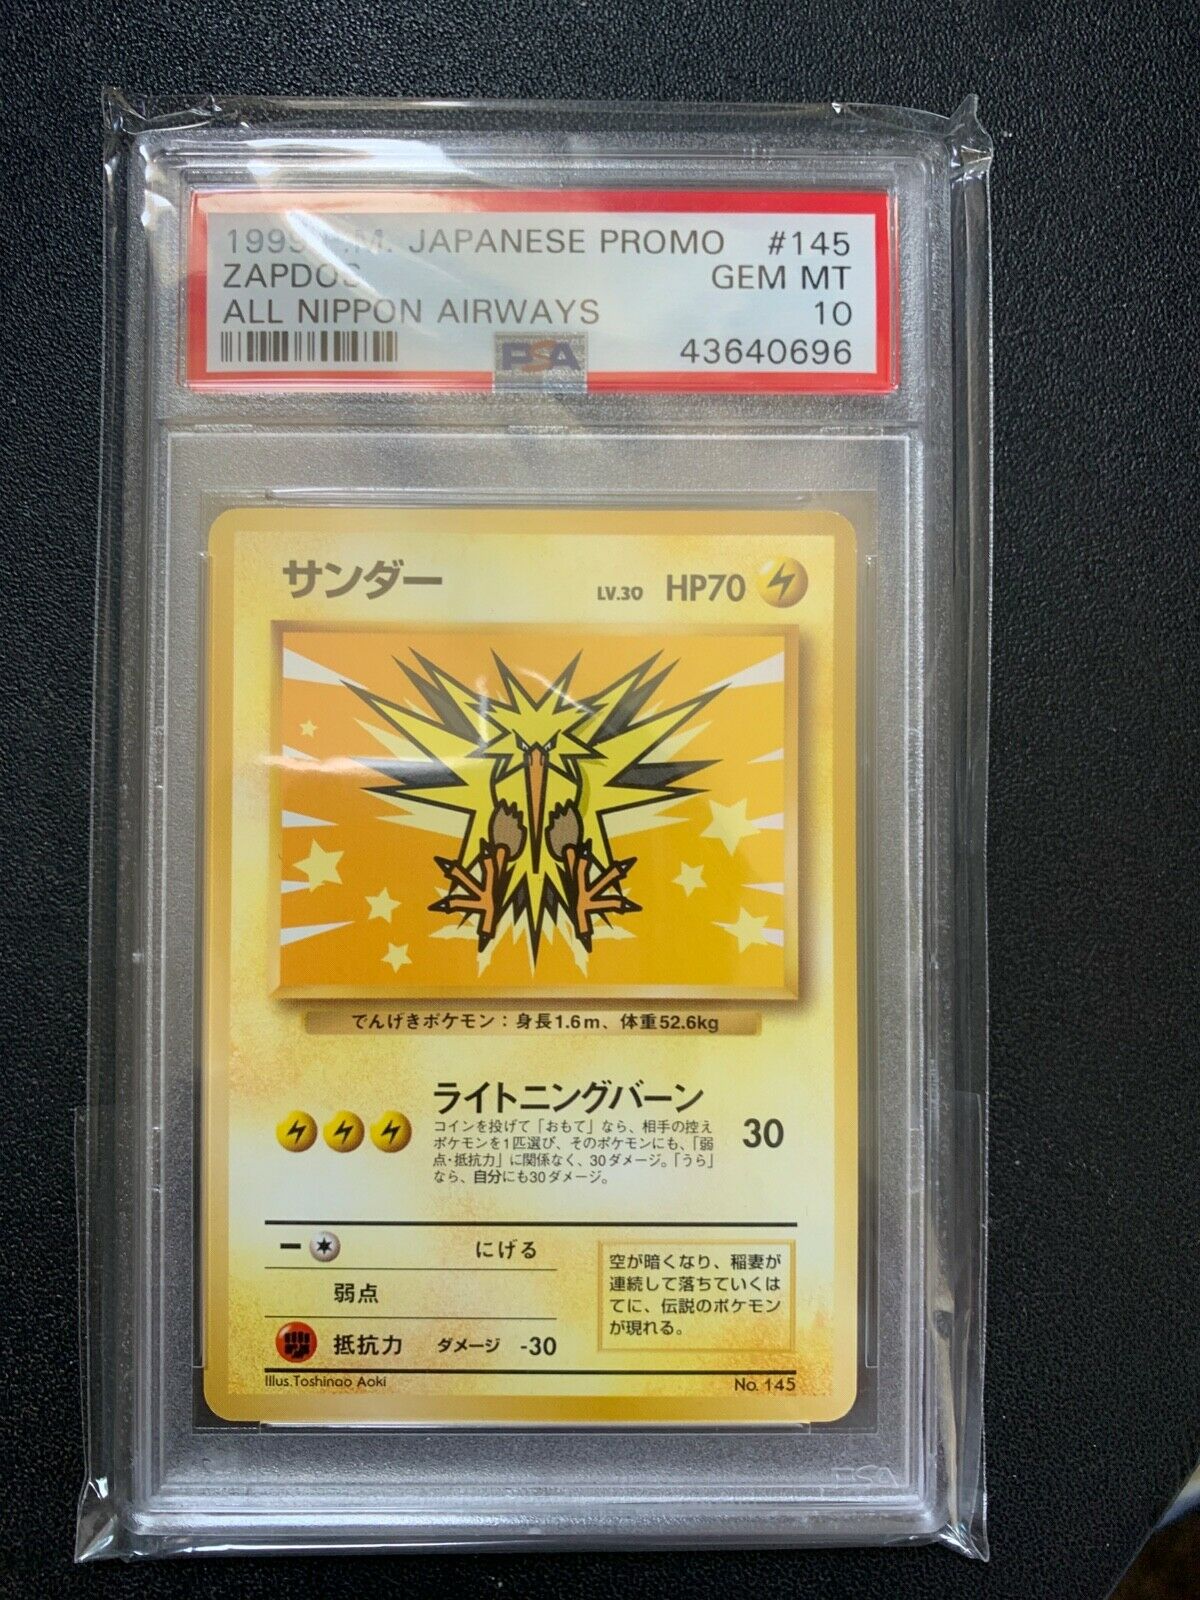 JAPANESE PROMO #145
ZAPDOS GEM MT
ALL NIPPON AIRWAYS 10
PSA 43640696
サンダー LV.30 HP70
でんげきポケモン：身長1.6m、体重52.6kg
ライトニングバーン
コインを投げて「おもて」なら、相手の控え
ポケモンを1匹選び、そのポケモンにも、「弱
点・抵抗力」に関係なく、30ダメージ。「うら」
なら、自分にも30ダメージ。
30
にげる
弱点
抵抗力 ダメージ -30
空が暗くなり、稲妻が
連続して落ちていくは
てに、伝説のポケモン
が現れる。
Illus.Toshinao Aoki No. 145
PSA